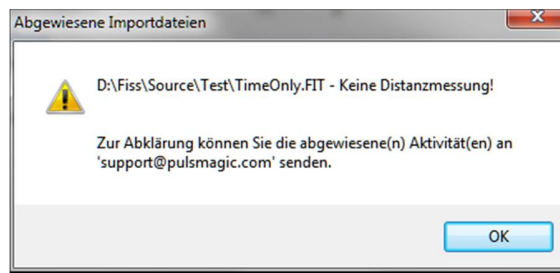 Abgewiesene Importdateien
D:\Fiss\Source\Test\TimeOnly.FIT - Keine Distanzmessung!
Zur Abklärung können Sie die abgewiesene(n) Aktivität(en) an
'support@pulsmagic.com' senden.
OK